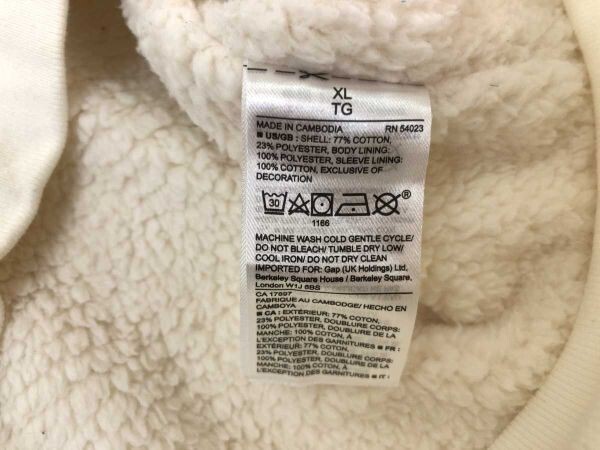 XL
TG
MADE IN CAMBODIA RN 54023
■ US/GB : SHELL: 77% COTTON,
23% POLYESTER, BODY LINING:
100% POLYESTER, SLEEVE LINING:
100% COTTON, EXCLUSIVE OF
DECORATION
30 ®
1166
MACHINE WASH COLD GENTLE CYCLE/
DO NOT BLEACH/ TUMBLE DRY LOW/
COOL IRON/ DO NOT DRY CLEAN
IMPORTED FOR: Gap (UK Holdings) Ltd.
Berkeley Square House / Berkeley Square,
London W1J 6BS
CA 17897
FABRIQUE AU CAMBODGE/ HECHO EN
CAMBOYA
■ CA : EXTÉRIEUR: 77% COTON,
23% POLYESTER, DOUBLURE CORPS:
100% POLYESTER, DOUBLURE DE LA
MANCHE: 100% COTON, À
L'EXCEPTION DES GARNITURES ■ FR :
EXTÉRIEUR: 77% COTON,
23% POLYESTER, DOUBLURE CORPS:
100% POLYESTER, DOUBLURE DE LA
MANCHE: 100% COTON, À
L'EXCEPTION DES GARNITURES ■ IT :